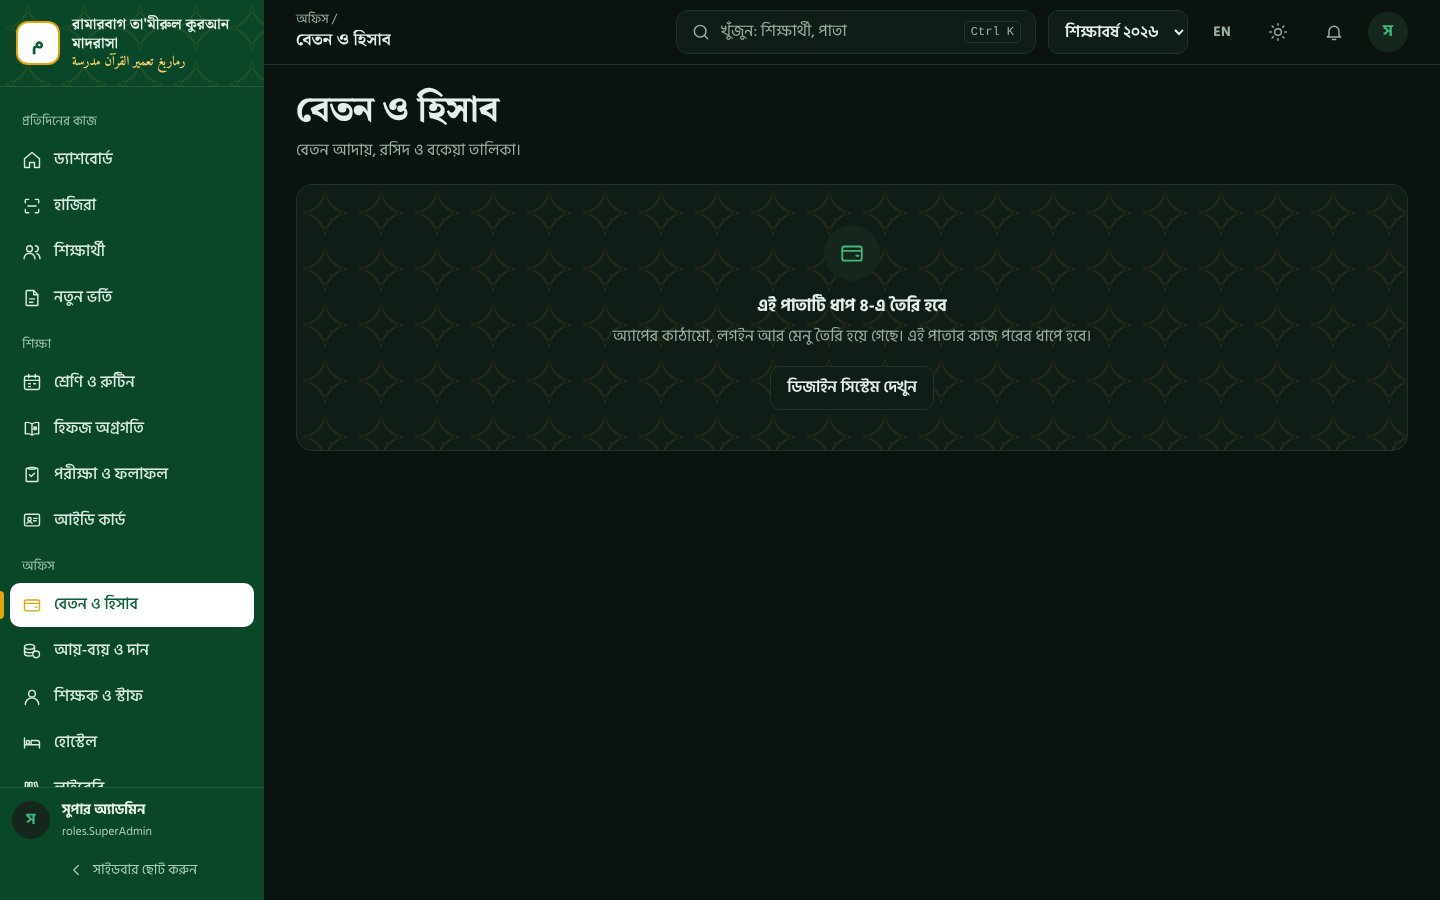 م
রামারবাগ তা'মীরুল কুরআন
মাদরাসা
رماربغ تعمير القرآن مدرسة
প্রতিদিনের কাজ
ড্যাশবোর্ড
হাজিরা
শিক্ষার্থী
নতুন ভর্তি
শিক্ষা
শ্রেণি ও রুটিন
হিফজ অগ্রগতি
পরীক্ষা ও ফলাফল
আইডি কার্ড
অফিস
বেতন ও হিসাব
আয়-ব্যয় ও দান
শিক্ষক ও স্টাফ
হোস্টেল
লাইব্রেরি
স
সুপার অ্যাডমিন
roles.SuperAdmin
সাইডবার ছোট করুন
অফিস /
বেতন ও হিসাব
খুঁজুন: শিক্ষার্থী, পাতা
Ctrl K
শিক্ষাবর্ষ ২০২৬
EN
স
বেতন ও হিসাব
বেতন আদায়, রসিদ ও বকেয়া তালিকা।
এই পাতাটি ধাপ ৪-এ তৈরি হবে
অ্যাপের কাঠামো, লগইন আর মেনু তৈরি হয়ে গেছে। এই পাতার কাজ পরের ধাপে হবে।
ডিজাইন সিস্টেম দেখুন